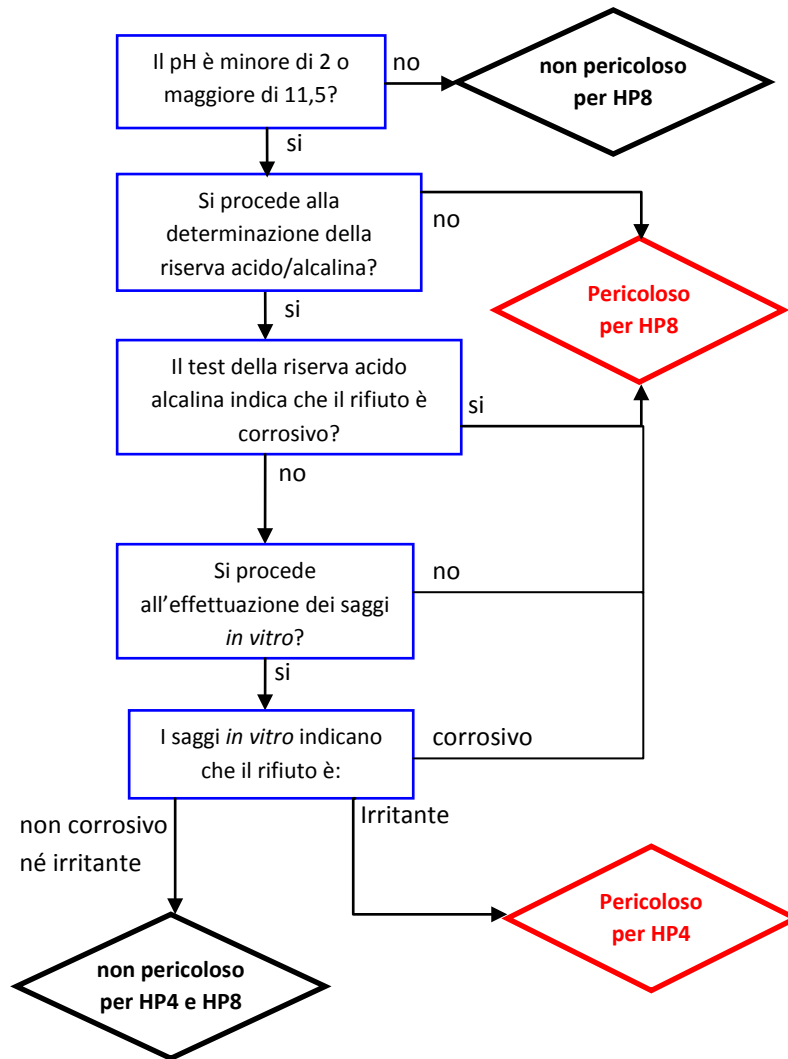 Il pH è minore di 2 o
maggiore di 11,5?
no
non pericoloso
per HP8
si
Si procede alla
determinazione della
riserva acido/alcalina?
no
Pericoloso
per HP8
si
Il test della riserva acido
alcalina indica che il rifiuto è
corrosivo?
si
no
Si procede
all’effettuazione dei saggi
in vitro?
no
si
I saggi in vitro indicano
che il rifiuto è:
corrosivo
non corrosivo
né irritante
Irritante
Pericoloso
per HP4
non pericoloso
per HP4 e HP8